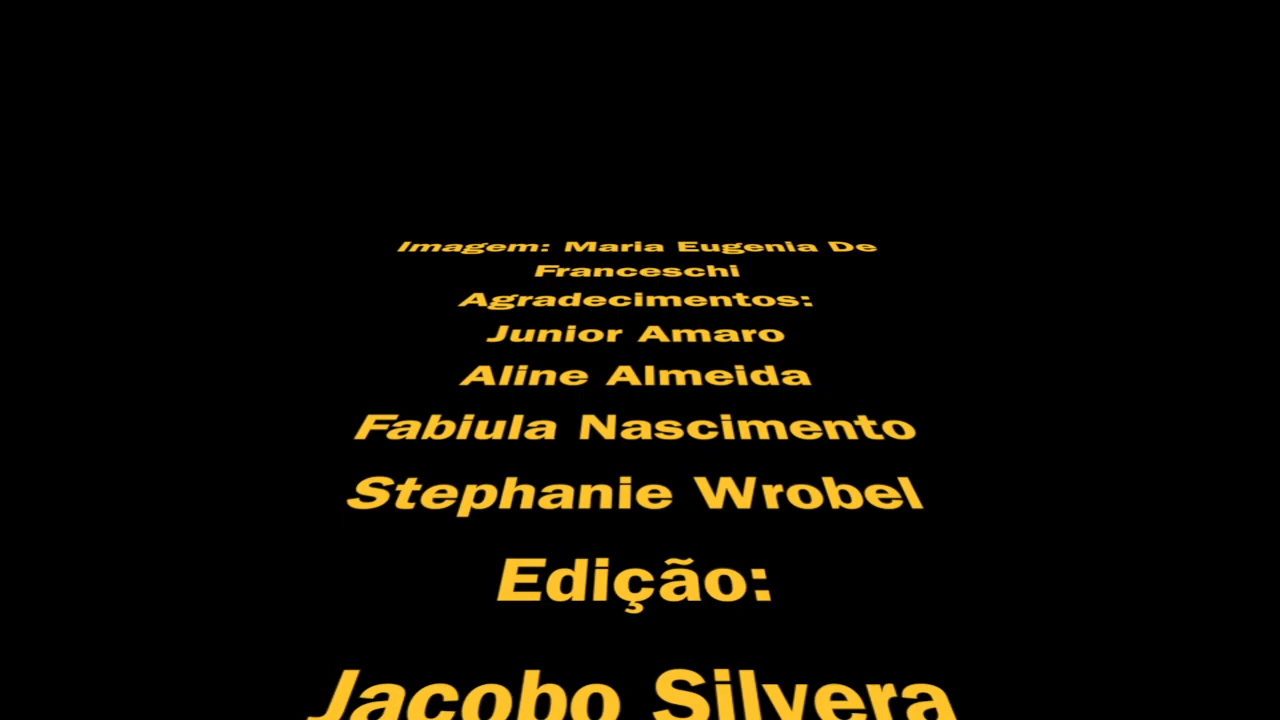 Imagem: Maria Eugenia De
Franceschi
Agradecimentos:
Junior Amaro
Aline Almeida
Fabiula Nascimento
Stephanie Wrobel
Edição:
Jacobo Silvera